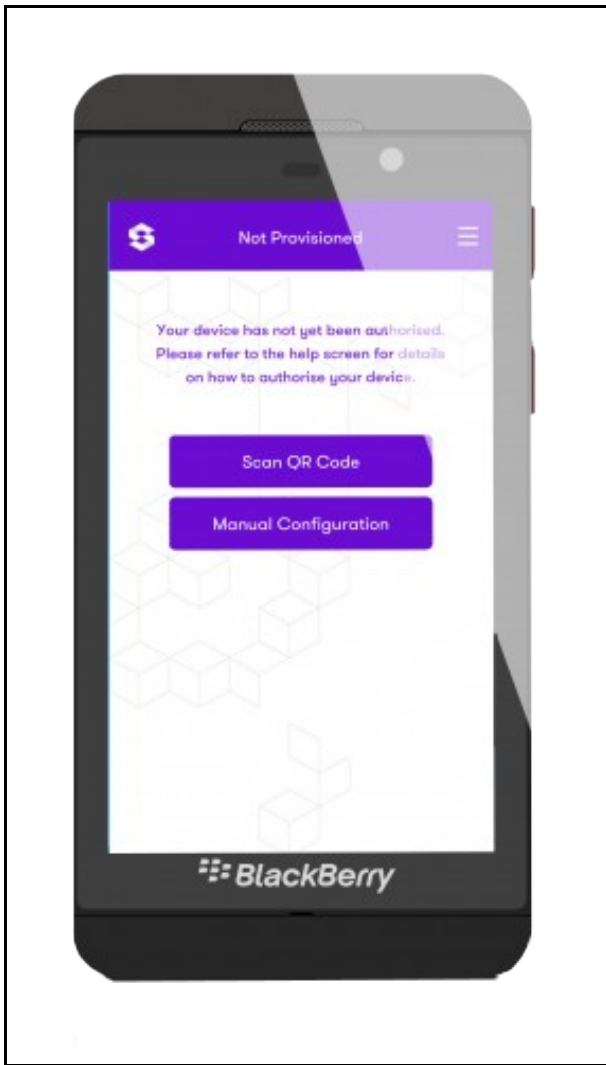 Not Provisioned
Your device has not yet been authorised.
Please refer to the help screen for details
on how to authorise your device.
Scan QR Code
Manual Configuration
BlackBerry